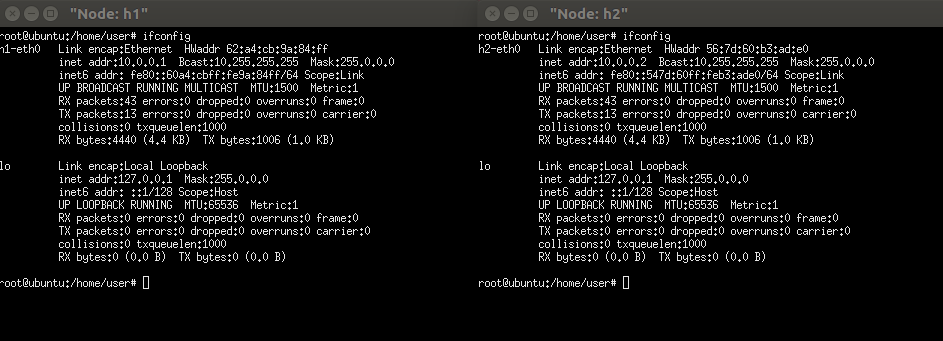 "Node: h1"
root@ubuntu:/home/user# ifconfig
h1-eth0   Link encap:Ethernet  HWaddr 62:a4:cb:9a:84:ff
          inet addr:10.0.0.1  Bcast:10.255.255.255  Mask:255.0.0.0
          inet6 addr: fe80::60a4:cbff:fe9a:84ff/64 Scope:Link
          UP BROADCAST RUNNING MULTICAST  MTU:1500  Metric:1
          RX packets:43 errors:0 dropped:0 overruns:0 frame:0
          TX packets:13 errors:0 dropped:0 overruns:0 carrier:0
          collisions:0 txqueuelen:1000
          RX bytes:4440 (4.4 KB)  TX bytes:1006 (1.0 KB)
lo        Link encap:Local Loopback
          inet addr:127.0.0.1  Mask:255.0.0.0
          inet6 addr: ::1/128 Scope:Host
          UP LOOPBACK RUNNING  MTU:65536  Metric:1
          RX packets:0 errors:0 dropped:0 overruns:0 frame:0
          TX packets:0 errors:0 dropped:0 overruns:0 carrier:0
          collisions:0 txqueuelen:1000
          RX bytes:0 (0.0 B)  TX bytes:0 (0.0 B)
root@ubuntu:/home/user#
"Node: h2"
root@ubuntu:/home/user# ifconfig
h2-eth0   Link encap:Ethernet  HWaddr 56:7d:60:b3:ad:e0
          inet addr:10.0.0.2  Bcast:10.255.255.255  Mask:255.0.0.0
          inet6 addr: fe80::547d:60ff:feb3:ade0/64 Scope:Link
          UP BROADCAST RUNNING MULTICAST  MTU:1500  Metric:1
          RX packets:43 errors:0 dropped:0 overruns:0 frame:0
          TX packets:13 errors:0 dropped:0 overruns:0 carrier:0
          collisions:0 txqueuelen:1000
          RX bytes:4440 (4.4 KB)  TX bytes:1006 (1.0 KB)
lo        Link encap:Local Loopback
          inet addr:127.0.0.1  Mask:255.0.0.0
          inet6 addr: ::1/128 Scope:Host
          UP LOOPBACK RUNNING  MTU:65536  Metric:1
          RX packets:0 errors:0 dropped:0 overruns:0 frame:0
          TX packets:0 errors:0 dropped:0 overruns:0 carrier:0
          collisions:0 txqueuelen:1000
          RX bytes:0 (0.0 B)  TX bytes:0 (0.0 B)
root@ubuntu:/home/user#